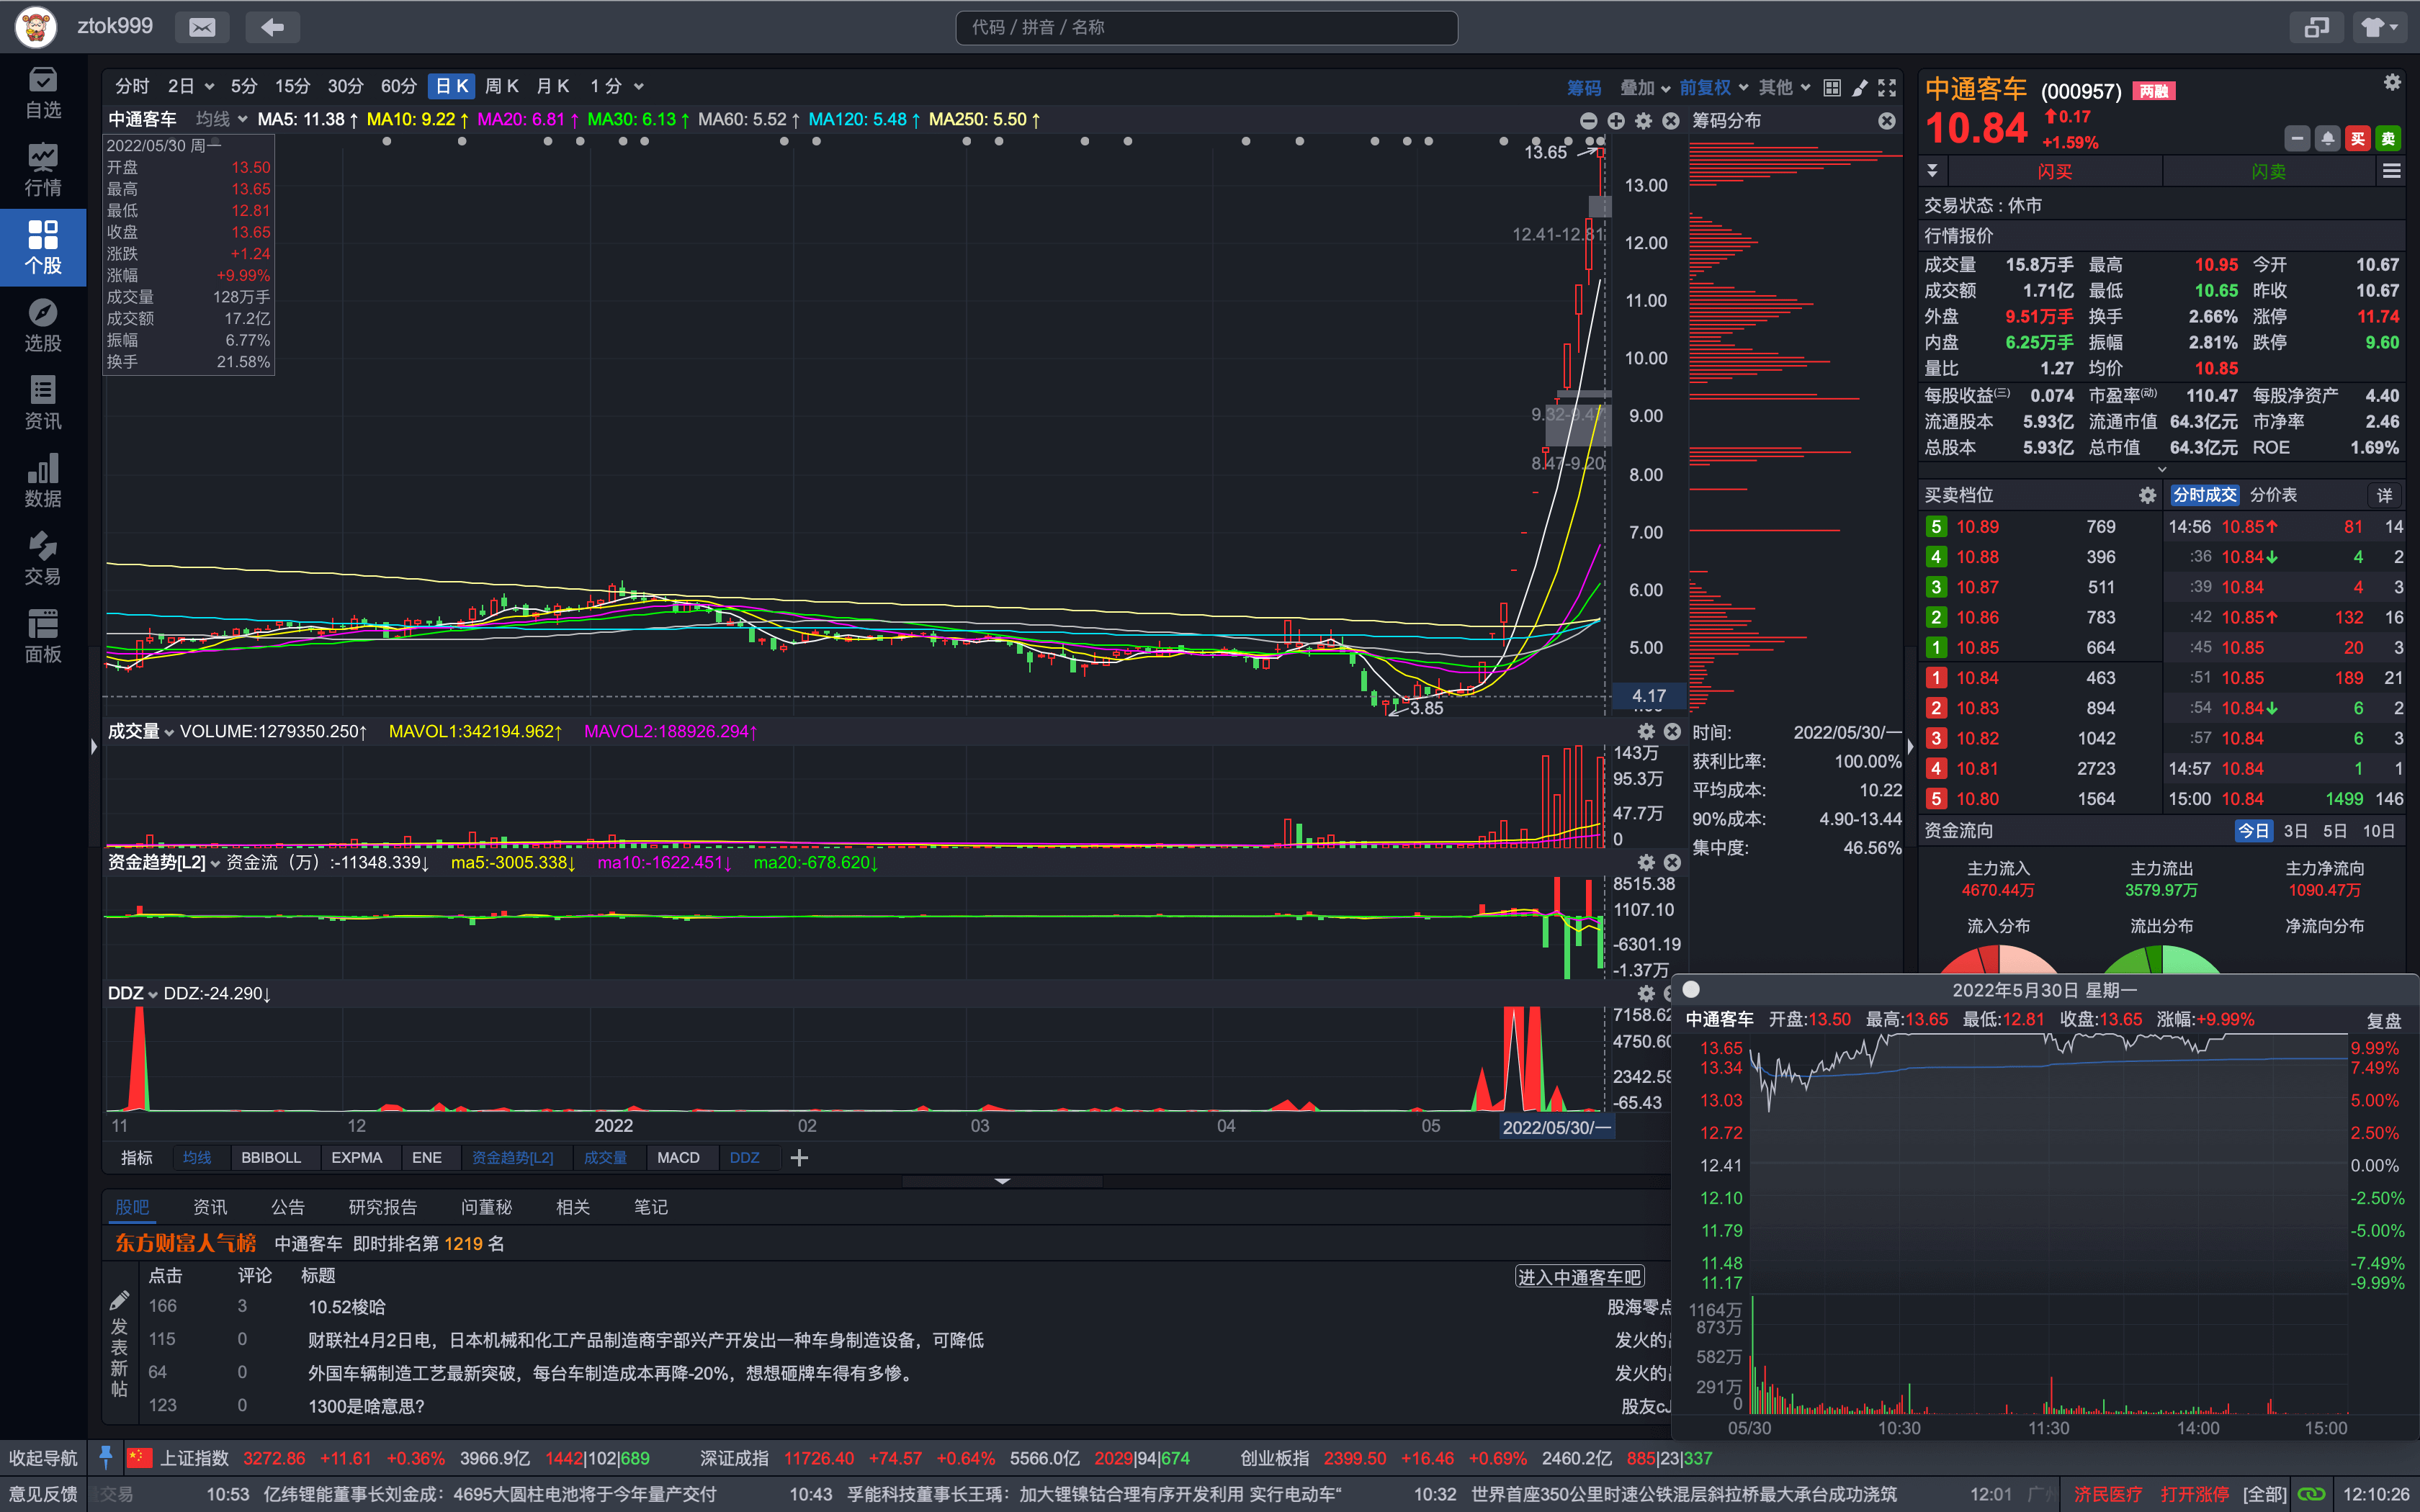 ztok999
代码 / 拼音 / 名称
自选
行情
个股
选股
资讯
数据
交易
面板
分时 2日 5分 15分 30分 60分 日K 周K 月K 1分
筹码 叠加 前复权 其他
中通客车 均线 MA5: 11.38↑ MA10: 9.22↑ MA20: 6.81↑ MA30: 6.13↑ MA60: 5.52↑ MA120: 5.48↑ MA250: 5.50↑
筹码分布
2022/05/30 周一
开盘 13.50
最高 13.65
最低 12.81
收盘 13.65
涨跌 +1.24
涨幅 +9.99%
成交量 128万手
成交额 17.2亿
振幅 6.77%
换手 21.58%
13.65
12.41-12.81
9.32-9.47
8.47-9.20
3.85
13.00
12.00
11.00
10.00
9.00
8.00
7.00
6.00
5.00
4.17
成交量 VOLUME:1279350.250↑ MAVOL1:342194.962↑ MAVOL2:188926.294↑
143万
95.3万
47.7万
0
资金趋势[L2] 资金流（万）:-11348.339↓ ma5:-3005.338↓ ma10:-1622.451↓ ma20:-678.620↓
8515.38
1107.10
-6301.19
-1.37万
DDZ DDZ:-24.290↓
7158.62
4750.60
2342.59
-65.43
11 12 2022 02 03 04 05 2022/05/30/一
指标 均线 BBIBOLL EXPMA ENE 资金趋势[L2] 成交量 MACD DDZ
时间: 2022/05/30/一
获利比率: 100.00%
平均成本: 10.22
90%成本: 4.90-13.44
集中度: 46.56%
股吧 资讯 公告 研究报告 问董秘 相关 笔记
东方财富人气榜 中通客车 即时排名第 1219 名
点击 评论 标题
进入中通客车吧
发表新帖
166 3 10.52梭哈 股海零点
115 0 财联社4月2日电，日本机械和化工产品制造商宇部兴产开发出一种车身制造设备，可降低 发火的
64 0 外国车辆制造工艺最新突破，每台车制造成本再降-20%，想想砸牌车得有多惨。 发火的
123 0 1300是啥意思? 股友cJ
中通客车 (000957) 两融
10.84 0.17
+1.59%
买 卖
闪买 闪卖
交易状态 : 休市
行情报价
成交量 15.8万手 最高 10.95 今开 10.67
成交额 1.71亿 最低 10.65 昨收 10.67
外盘 9.51万手 换手 2.66% 涨停 11.74
内盘 6.25万手 振幅 2.81% 跌停 9.60
量比 1.27 均价 10.85
每股收益(三) 0.074 市盈率(动) 110.47 每股净资产 4.40
流通股本 5.93亿 流通市值 64.3亿元 市净率 2.46
总股本 5.93亿 总市值 64.3亿元 ROE 1.69%
买卖档位
分时成交 分价表 详
5 10.89 769
4 10.88 396
3 10.87 511
2 10.86 783
1 10.85 664
1 10.84 463
2 10.83 894
3 10.82 1042
4 10.81 2723
5 10.80 1564
14:56 10.85↑ 81 14
:36 10.84↓ 4 2
:39 10.84 4 3
:42 10.85↑ 132 16
:45 10.85 20 3
:51 10.85 189 21
:54 10.84↓ 6 2
:57 10.84 6 3
14:57 10.84 1 1
15:00 10.84 1499 146
资金流向 今日 3日 5日 10日
主力流入 主力流出 主力净流向
4670.44万 3579.97万 1090.47万
流入分布 流出分布 净流向分布
2022年5月30日 星期一
中通客车 开盘:13.50 最高:13.65 最低:12.81 收盘:13.65 涨幅:+9.99% 复盘
13.65 9.99%
13.34 7.49%
13.03 5.00%
12.72 2.50%
12.41 0.00%
12.10 -2.50%
11.79 -5.00%
11.48 -7.49%
11.17 -9.99%
1164万
873万
582万
291万
0
05/30 10:30 11:30 14:00 15:00
收起导航 上证指数 3272.86 +11.61 +0.36% 3966.9亿 1442|102|689 深证成指 11726.40 +74.57 +0.64% 5566.0亿 2029|94|674 创业板指 2399.50 +16.46 +0.69% 2460.2亿 885|23|337
意见反馈 交易 10:53 亿纬锂能董事长刘金成：4695大圆柱电池将于今年量产交付 10:43 孚能科技董事长王瑀：加大锂镍钴合理有序开发利用 实行电动车“ 10:32 世界首座350公里时速公铁混层斜拉桥最大承台成功浇筑 12:01 广州 济民医疗 打开涨停 [全部] 12:10:26